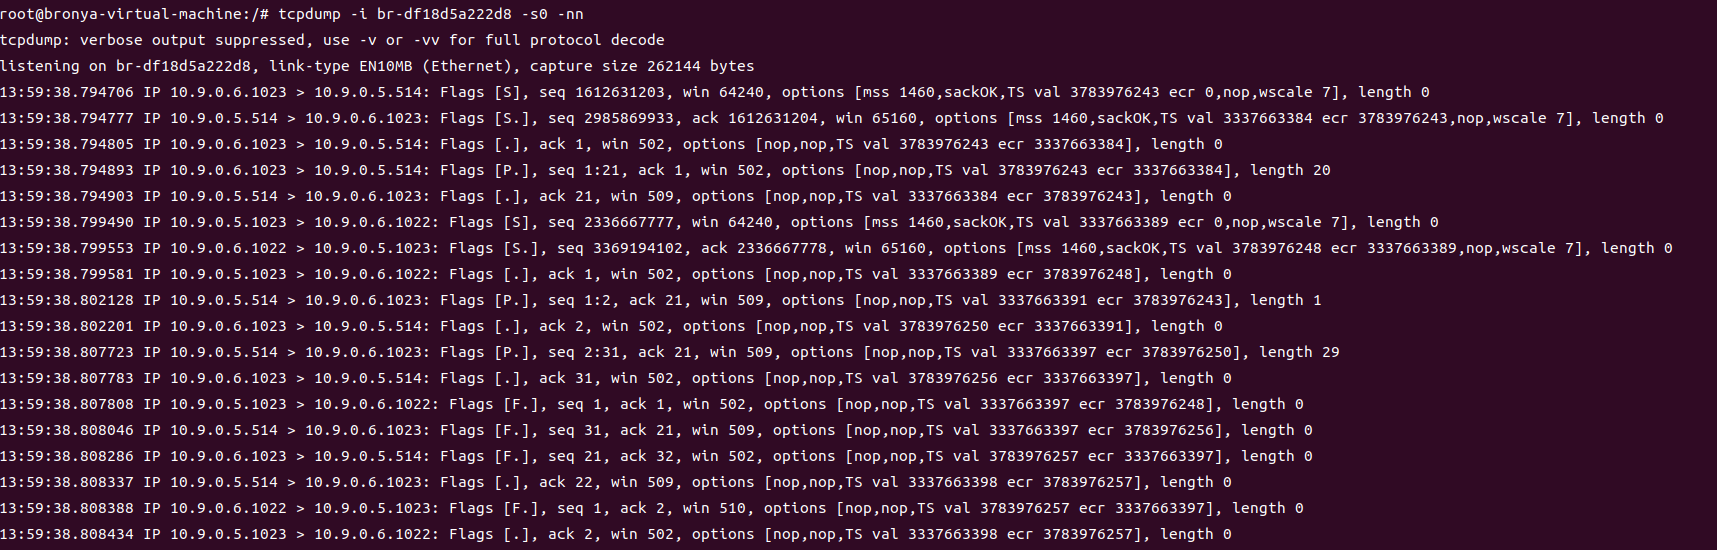 root@bronya-virtual-machine:/# tcpdump -i br-df18d5a222d8 -s0 -nn
tcpdump: verbose output suppressed, use -v or -vv for full protocol decode
listening on br-df18d5a222d8, link-type EN10MB (Ethernet), capture size 262144 bytes
13:59:38.794706 IP 10.9.0.6.1023 > 10.9.0.5.514: Flags [S], seq 1612631203, win 64240, options [mss 1460,sackOK,TS val 3783976243 ecr 0,nop,wscale 7], length 0
13:59:38.794777 IP 10.9.0.5.514 > 10.9.0.6.1023: Flags [S.], seq 2985869933, ack 1612631204, win 65160, options [mss 1460,sackOK,TS val 3337663384 ecr 3783976243,nop,wscale 7], length 0
13:59:38.794805 IP 10.9.0.6.1023 > 10.9.0.5.514: Flags [.], ack 1, win 502, options [nop,nop,TS val 3783976243 ecr 3337663384], length 0
13:59:38.794893 IP 10.9.0.6.1023 > 10.9.0.5.514: Flags [P.], seq 1:21, ack 1, win 502, options [nop,nop,TS val 3783976243 ecr 3337663384], length 20
13:59:38.794903 IP 10.9.0.5.514 > 10.9.0.6.1023: Flags [.], ack 21, win 509, options [nop,nop,TS val 3337663384 ecr 3783976243], length 0
13:59:38.799490 IP 10.9.0.5.1023 > 10.9.0.6.1022: Flags [S], seq 2336667777, win 64240, options [mss 1460,sackOK,TS val 3337663389 ecr 0,nop,wscale 7], length 0
13:59:38.799553 IP 10.9.0.6.1022 > 10.9.0.5.1023: Flags [S.], seq 3369194102, ack 2336667778, win 65160, options [mss 1460,sackOK,TS val 3783976248 ecr 3337663389,nop,wscale 7], length 0
13:59:38.799581 IP 10.9.0.5.1023 > 10.9.0.6.1022: Flags [.], ack 1, win 502, options [nop,nop,TS val 3337663389 ecr 3783976248], length 0
13:59:38.802128 IP 10.9.0.5.514 > 10.9.0.6.1023: Flags [P.], seq 1:2, ack 21, win 509, options [nop,nop,TS val 3337663391 ecr 3783976243], length 1
13:59:38.802201 IP 10.9.0.6.1023 > 10.9.0.5.514: Flags [.], ack 2, win 502, options [nop,nop,TS val 3783976250 ecr 3337663391], length 0
13:59:38.807723 IP 10.9.0.5.514 > 10.9.0.6.1023: Flags [P.], seq 2:31, ack 21, win 509, options [nop,nop,TS val 3337663397 ecr 3783976250], length 29
13:59:38.807783 IP 10.9.0.6.1023 > 10.9.0.5.514: Flags [.], ack 31, win 502, options [nop,nop,TS val 3783976256 ecr 3337663397], length 0
13:59:38.807808 IP 10.9.0.5.1023 > 10.9.0.6.1022: Flags [F.], seq 1, ack 1, win 502, options [nop,nop,TS val 3337663397 ecr 3783976248], length 0
13:59:38.808046 IP 10.9.0.5.514 > 10.9.0.6.1023: Flags [F.], seq 31, ack 21, win 509, options [nop,nop,TS val 3337663397 ecr 3783976256], length 0
13:59:38.808286 IP 10.9.0.6.1023 > 10.9.0.5.514: Flags [F.], seq 21, ack 32, win 502, options [nop,nop,TS val 3783976257 ecr 3337663397], length 0
13:59:38.808337 IP 10.9.0.5.514 > 10.9.0.6.1023: Flags [.], ack 22, win 509, options [nop,nop,TS val 3337663398 ecr 3783976257], length 0
13:59:38.808388 IP 10.9.0.6.1022 > 10.9.0.5.1023: Flags [F.], seq 1, ack 2, win 510, options [nop,nop,TS val 3783976257 ecr 3337663397], length 0
13:59:38.808434 IP 10.9.0.5.1023 > 10.9.0.6.1022: Flags [.], ack 2, win 502, options [nop,nop,TS val 3337663398 ecr 3783976257], length 0